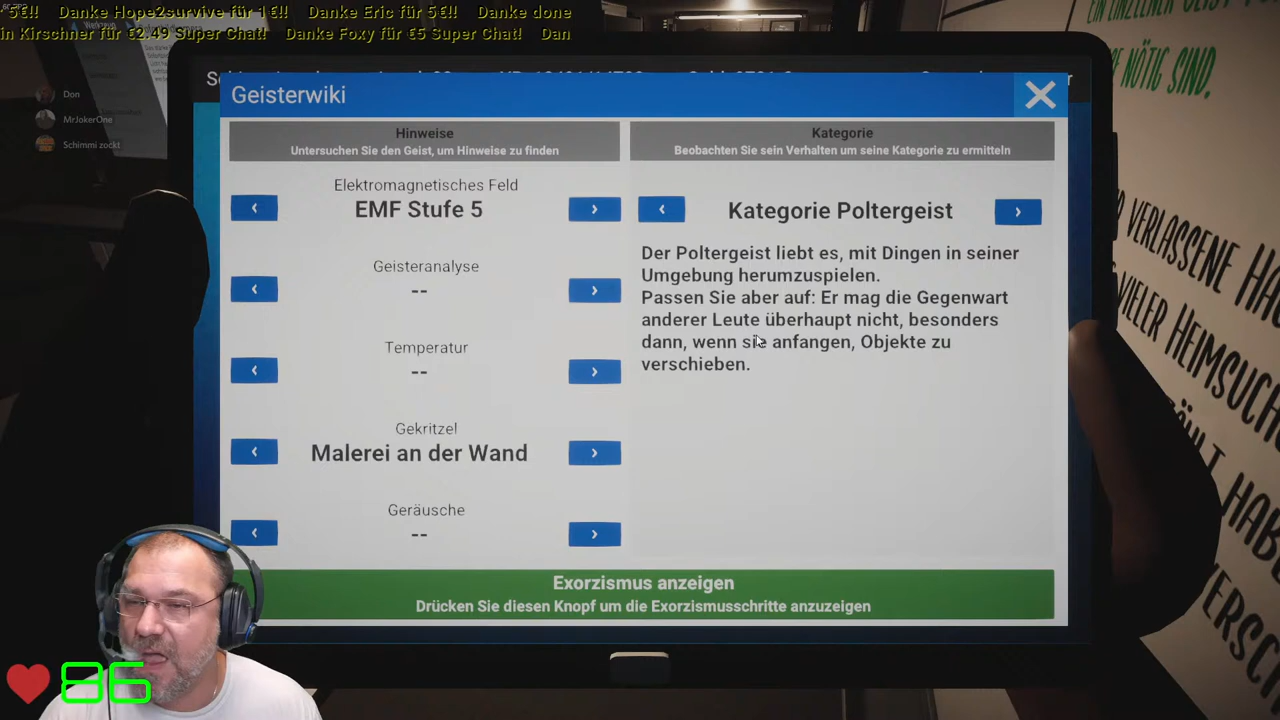 5€!! Danke Hope2survive für 1€!! Danke Eric für 5€!! Danke done
in Kirschner für €2.49 Super Chat! Danke Foxy für €5 Super Chat! Dan
Don
MrJokerOne
Schimmi zockt
EIN EINZELNER GEIST
NÖTIG SIND.
Geisterwiki
Hinweise
Untersuchen Sie den Geist, um Hinweise zu finden
Kategorie
Beobachten Sie sein Verhalten um seine Kategorie zu ermitteln
Elektromagnetisches Feld
EMF Stufe 5
Geisteranalyse
--
Temperatur
--
Gekritzel
Malerei an der Wand
Geräusche
--
Kategorie Poltergeist
Der Poltergeist liebt es, mit Dingen in seiner
Umgebung herumzuspielen.
Passen Sie aber auf: Er mag die Gegenwart
anderer Leute überhaupt nicht, besonders
dann, wenn sie anfangen, Objekte zu
verschieben.
Exorzismus anzeigen
Drücken Sie diesen Knopf um die Exorzismusschritte anzuzeigen
VERLASSENE
VIELER HEIMSUCH
86